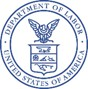 DEPARTMENT OF LABOR
UNITED STATES OF AMERICA